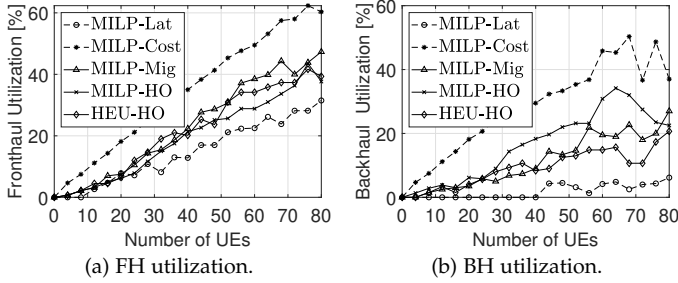 Fronthaul Utilization [%]
60
40
20
0
MILP-Lat
MILP-Cost
MILP-Mig
MILP-HO
HEU-HO
0 10 20 30 40 50 60 70 80
Number of UEs
(a) FH utilization.
Backhaul Utilization [%]
60
40
20
0
MILP-Lat
MILP-Cost
MILP-Mig
MILP-HO
HEU-HO
0 10 20 30 40 50 60 70 80
Number of UEs
(b) BH utilization.